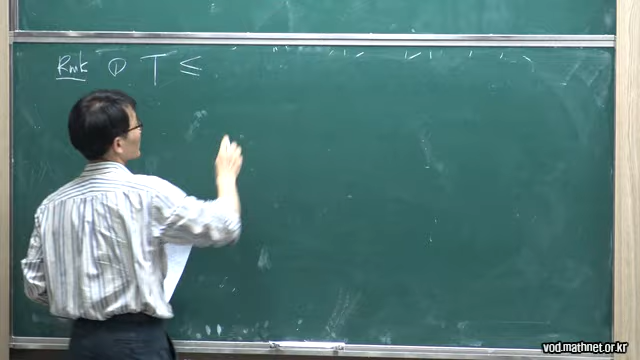 Rmk ① T ≤
vod.mathnet.or.kr